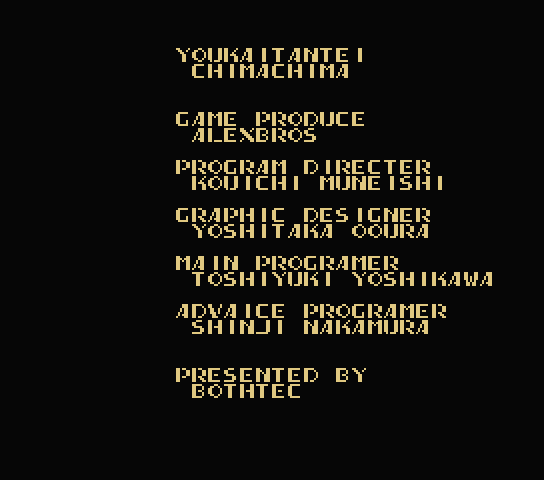 YOUKAITANTEI
CHIMACHIMA
GAME PRODUCE
ALEXBROS
PROGRAM DIRECTER
KOUICHI MUNEISHI
GRAPHIC DESIGNER
YOSHITAKA OOURA
MAIN PROGRAMER
TOSHIYUKI YOSHIKAWA
ADVAICE PROGRAMER
SHINJI NAKAMURA
PRESENTED BY
BOTHTEC